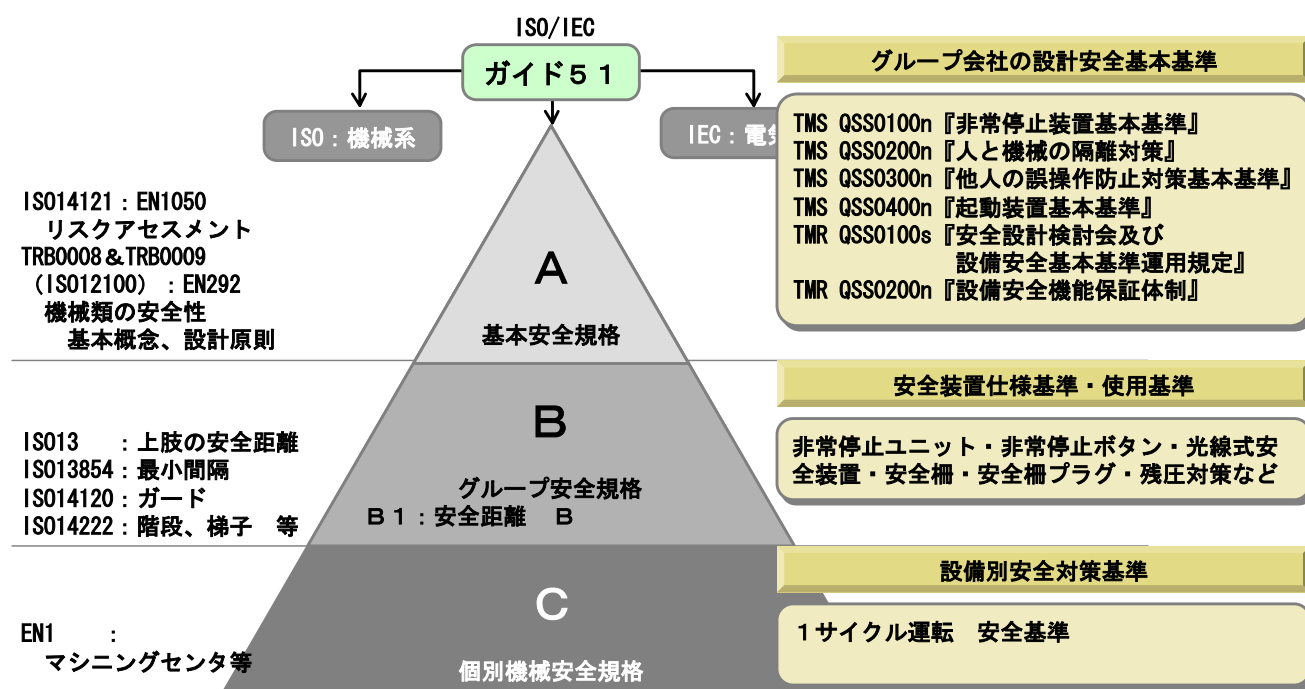 ISO/IEC
ガイド５１
ISO：機械系
IEC：電
グループ会社の設計安全基本基準
TMS QSS0100n『非常停止装置基本基準』
TMS QSS0200n『人と機械の隔離対策』
TMS QSS0300n『他人の誤操作防止対策基本基準』
TMS QSS0400n『起動装置基本基準』
TMR QSS0100s『安全設計検討会及び
設備安全基本基準運用規定』
TMR QSS0200n『設備安全機能保証体制』
ISO14121：EN1050
リスクアセスメント
TRB0008＆TRB0009
（ISO12100）：EN292
機械類の安全性
基本概念、設計原則
A
基本安全規格
安全装置仕様基準・使用基準
非常停止ユニット・非常停止ボタン・光線式安
全装置・安全柵・安全柵プラグ・残圧対策など
ISO13　：上肢の安全距離
ISO13854：最小間隔
ISO14120：ガード
ISO14222：階段、梯子　等
B
グループ安全規格
Ｂ１：安全距離　Ｂ
設備別安全対策基準
１サイクル運転　安全基準
EN1　　：
マシニングセンタ等
C
個別機械安全規格